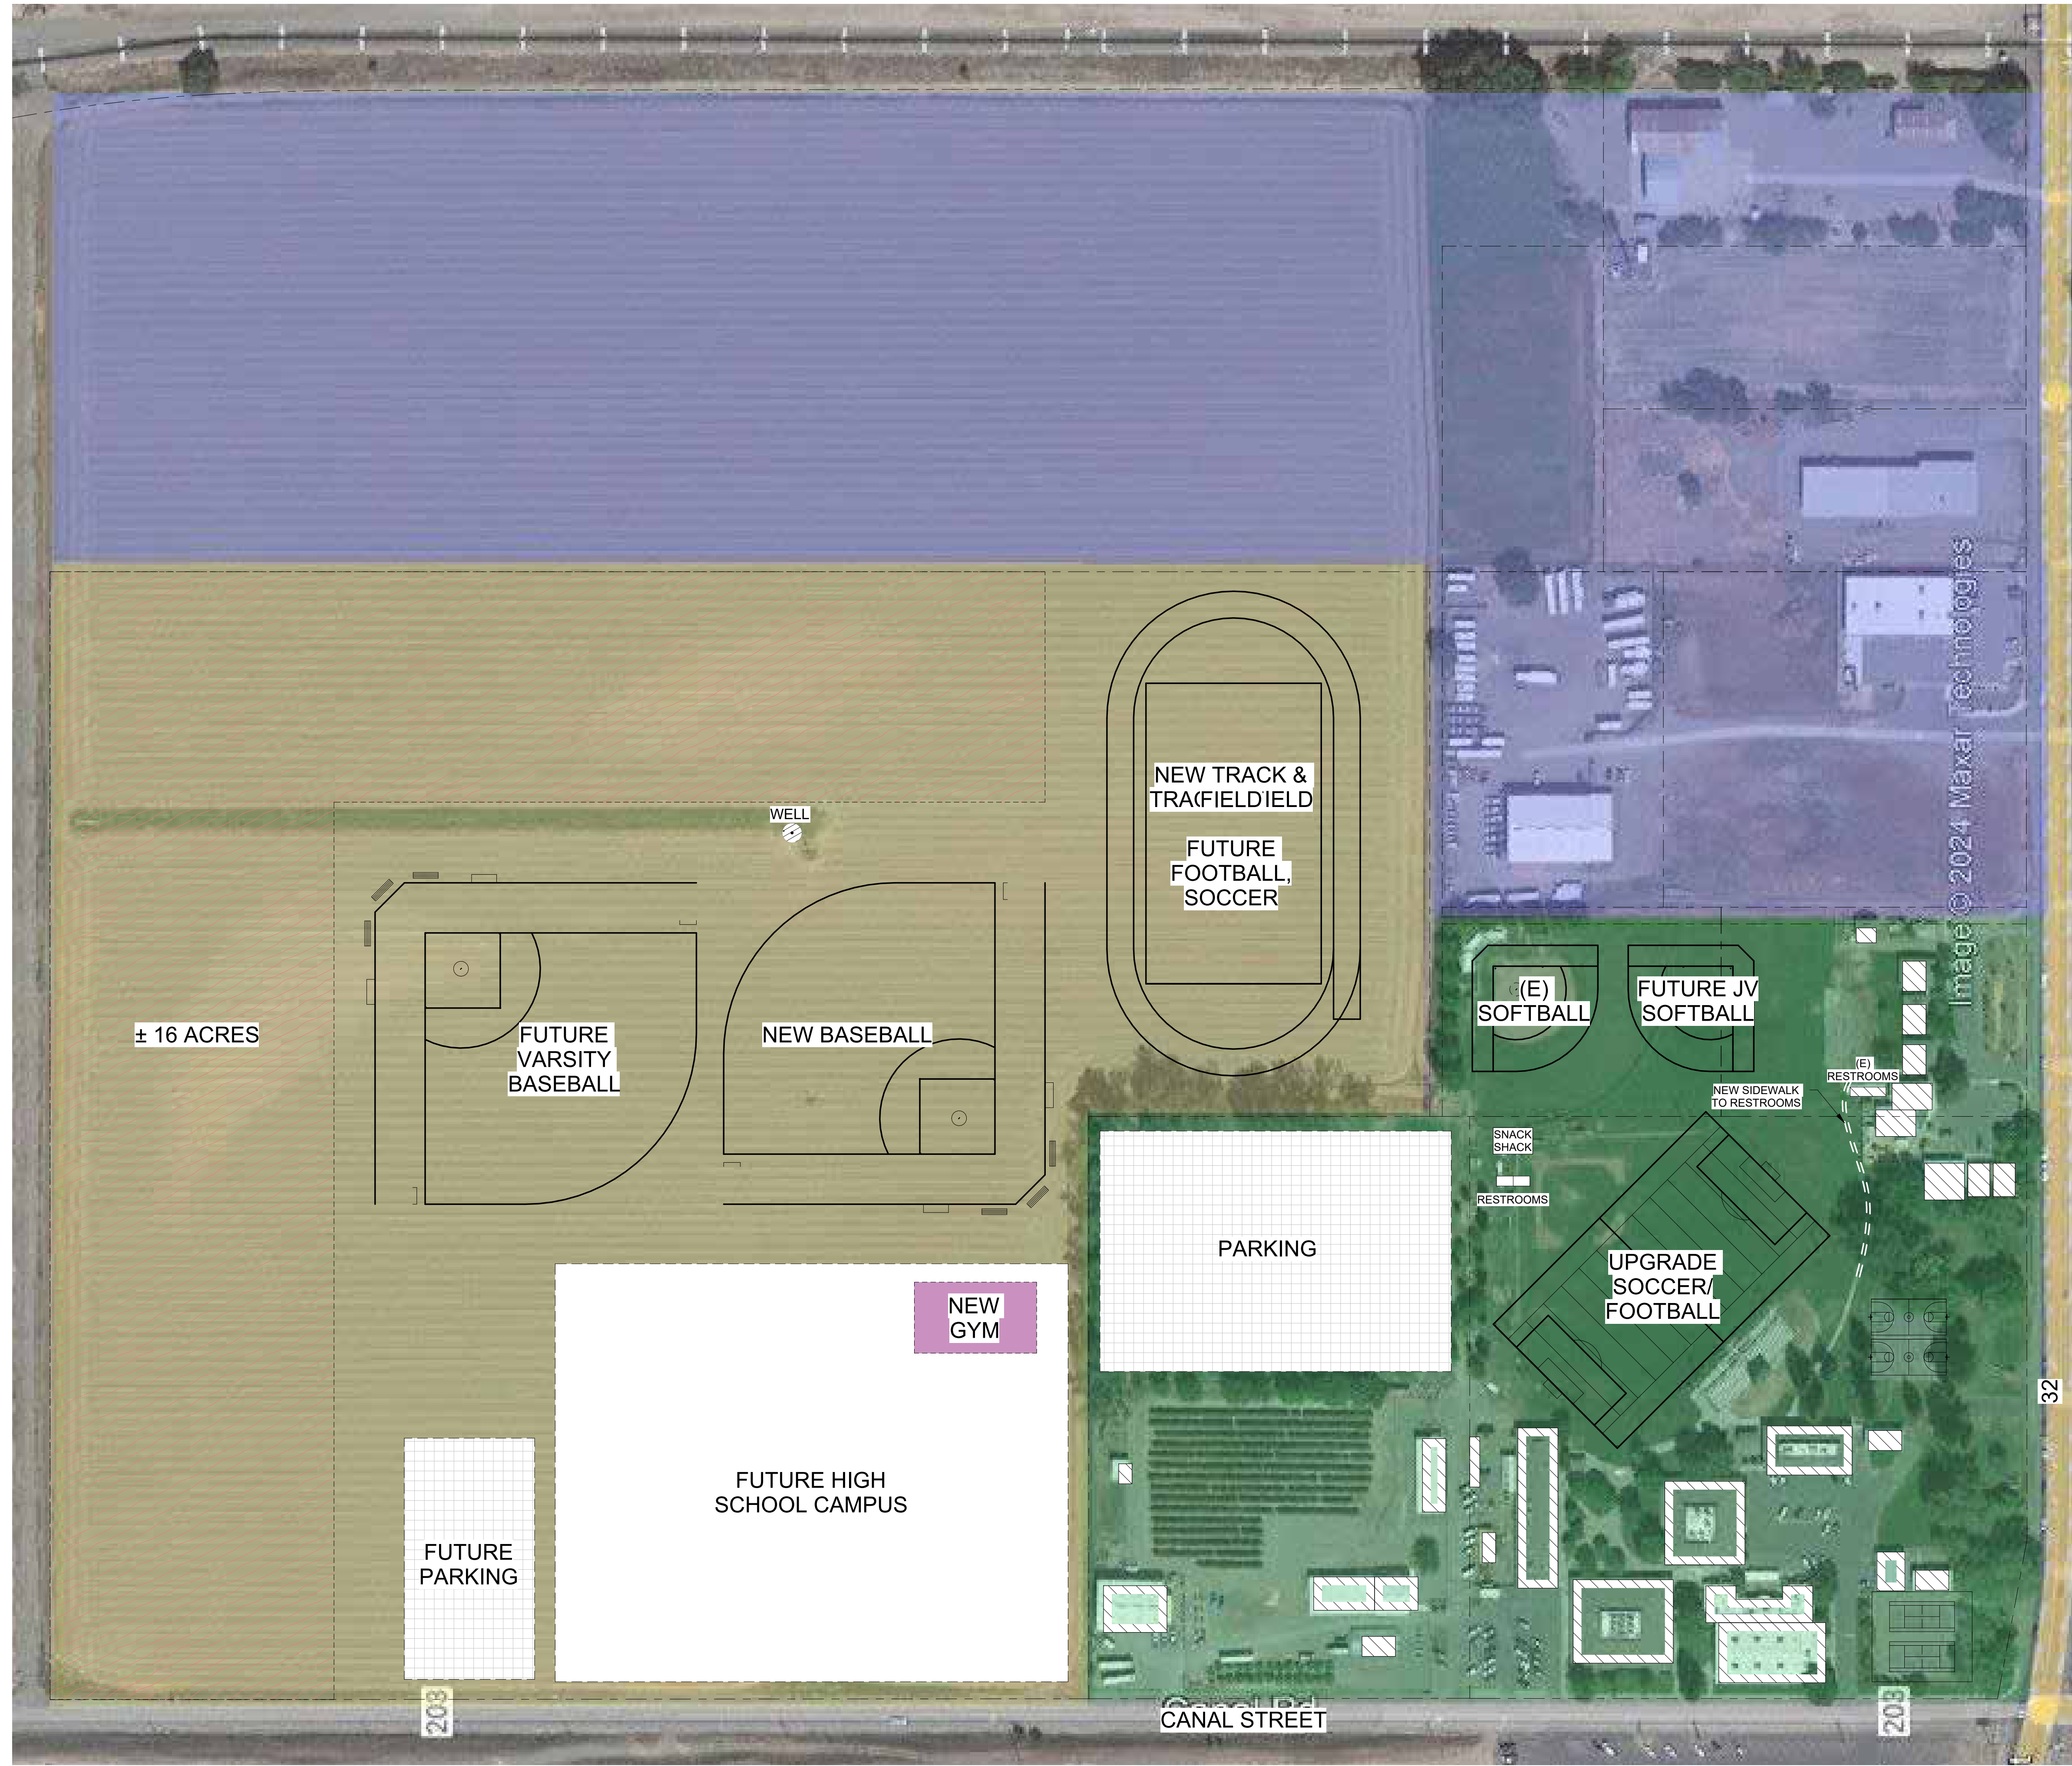 NEW TRACK &
FIELD
FUTURE
FOOTBALL,
SOCCER
WELL
± 16 ACRES
FUTURE
VARSITY
BASEBALL
NEW BASEBALL
(E)
SOFTBALL
FUTURE JV
SOFTBALL
(E)
RESTROOMS
NEW SIDEWALK
TO RESTROOMS
SNACK
SHACK
RESTROOMS
PARKING
UPGRADE
SOCCER/
FOOTBALL
NEW
GYM
FUTURE HIGH
SCHOOL CAMPUS
FUTURE
PARKING
Image © 2024 Maxar Technologies
32
203
203
Canal Rd
CANAL STREET